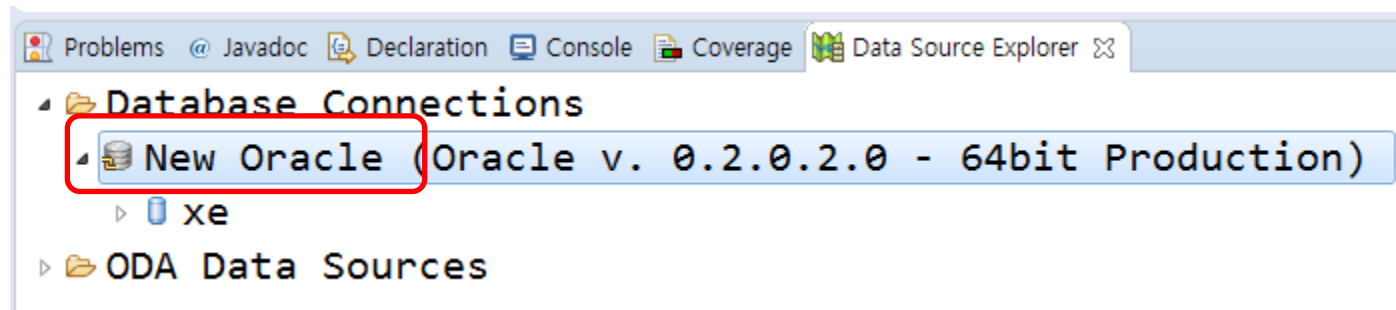 Problems @ Javadoc Declaration Console Coverage Data Source Explorer
Database Connections
New Oracle (Oracle v. 0.2.0.2.0 - 64bit Production)
xe
ODA Data Sources